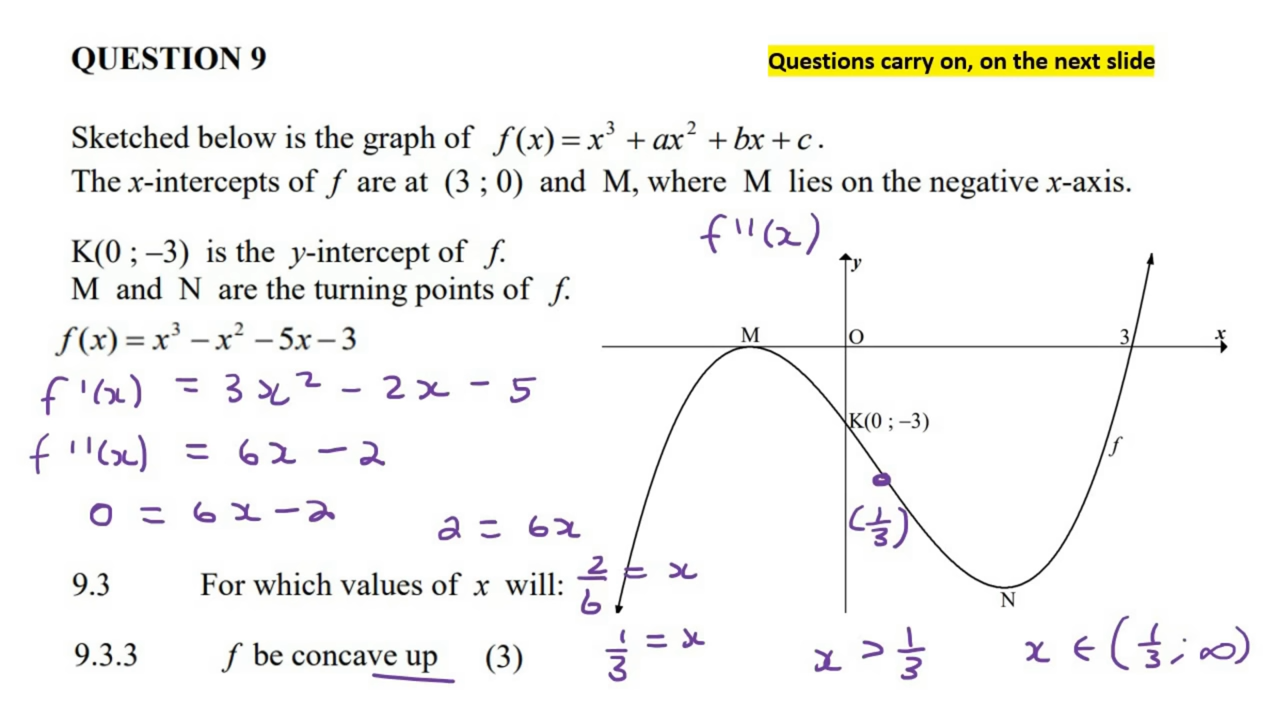 QUESTION 9
Questions carry on, on the next slide
Sketched below is the graph of f(x) = x³ + ax² + bx + c.
The x-intercepts of f are at (3 ; 0) and M, where M lies on the negative x-axis.
f''(x)
K(0 ; –3) is the y-intercept of f.
M and N are the turning points of f.
f(x) = x³ – x² – 5x – 3
f'(x) = 3x² - 2x - 5
f''(x) = 6x - 2
0 = 6x - 2
2 = 6x
2/6 = x
1/3 = x
y
M
O
3
x
K(0 ; –3)
f
(1/3)
N
9.3 For which values of x will:
9.3.3 f be concave up (3)
x > 1/3
x ∈ (1/3 ; ∞)